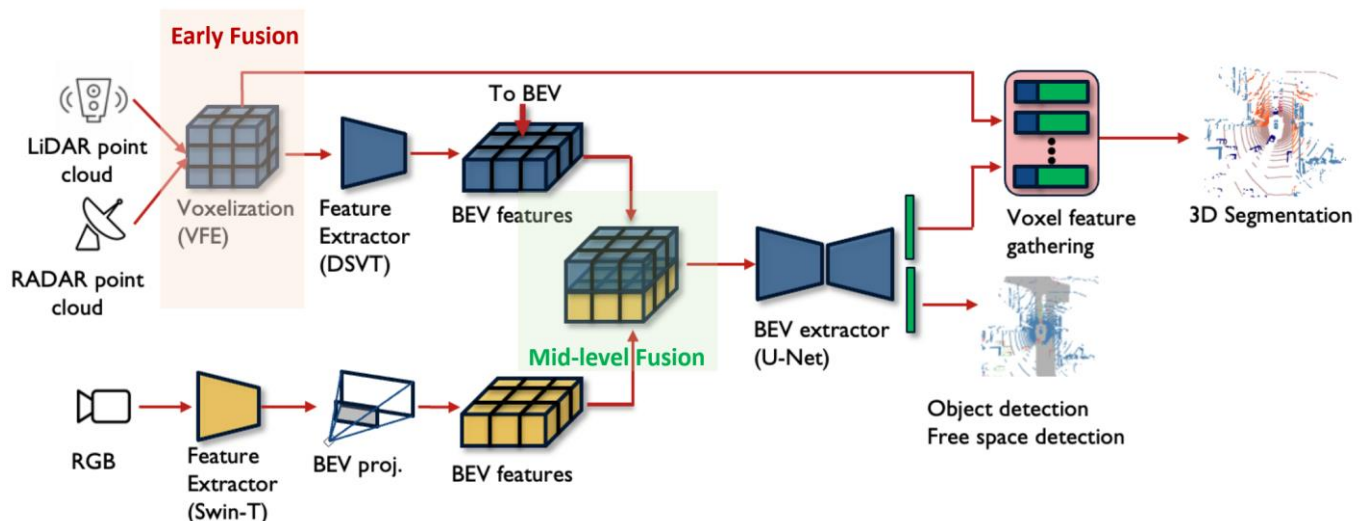 Early Fusion
LiDAR point
cloud
RADAR point
cloud
Voxelization
(VFE)
Feature
Extractor
(DSVT)
To BEV
BEV features
Mid-level Fusion
RGB
Feature
Extractor
(Swin-T)
BEV proj.
BEV features
BEV extractor
(U-Net)
Voxel feature
gathering
3D Segmentation
Object detection
Free space detection